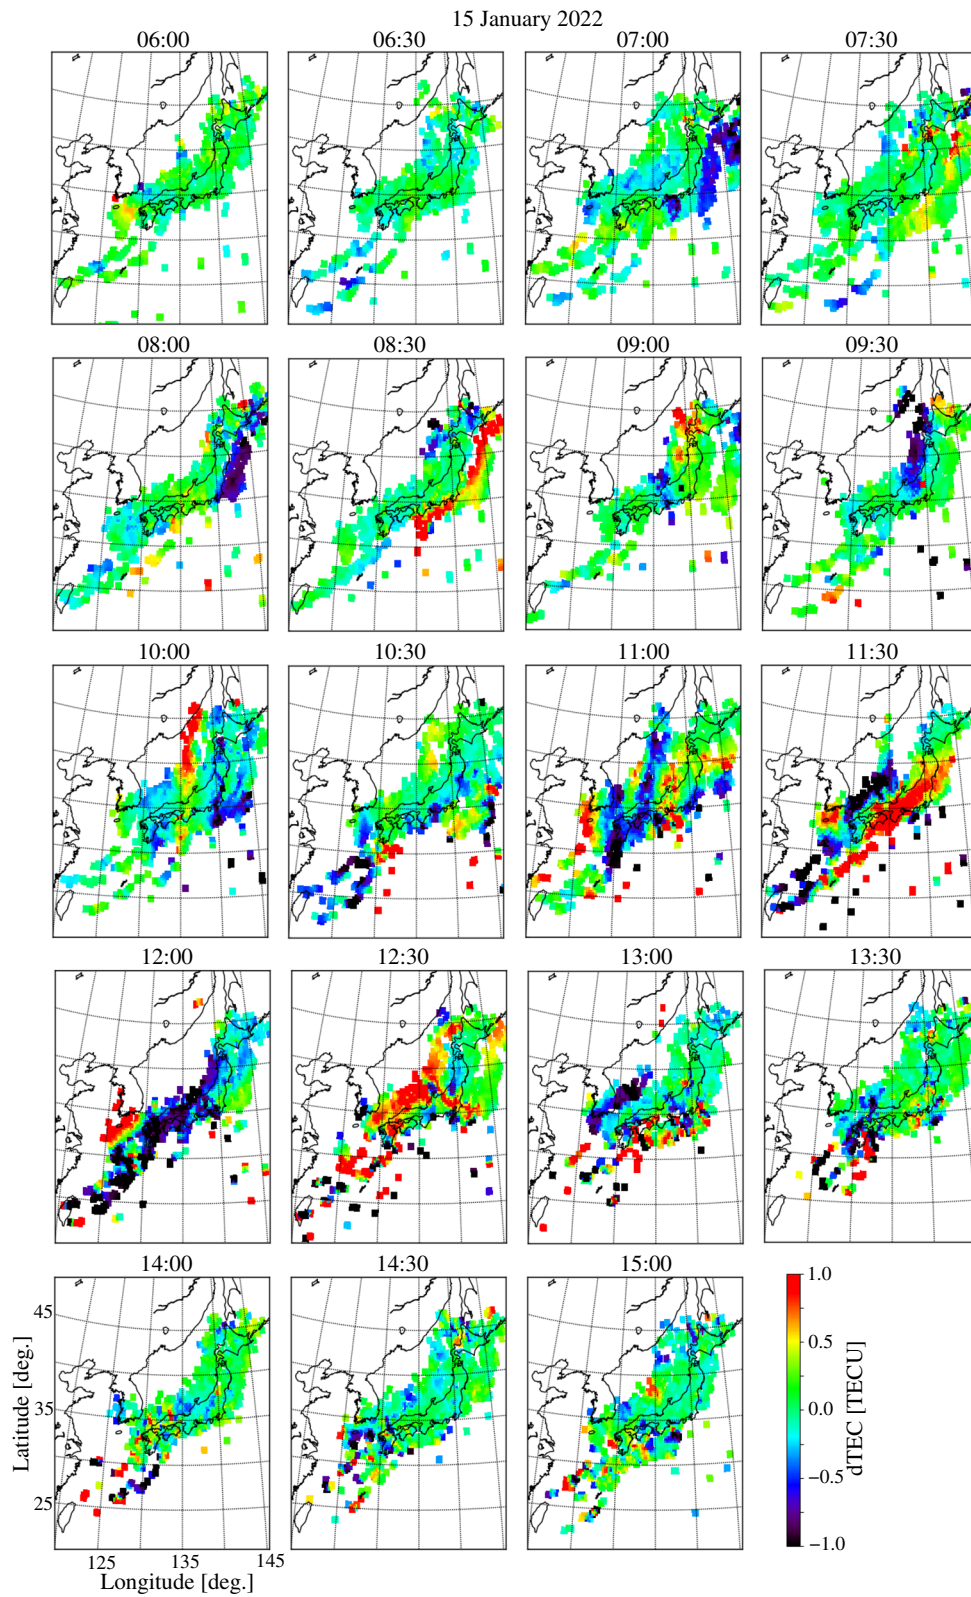 15 January 2022
06:00 06:30 07:00 07:30
08:00 08:30 09:00 09:30
10:00 10:30 11:00 11:30
12:00 12:30 13:00 13:30
14:00 14:30 15:00
1.0
0.5
0.0
−0.5
−1.0
dTEC [TECU]
45
35
25
Latitude [deg.]
125 135 145
Longitude [deg.]